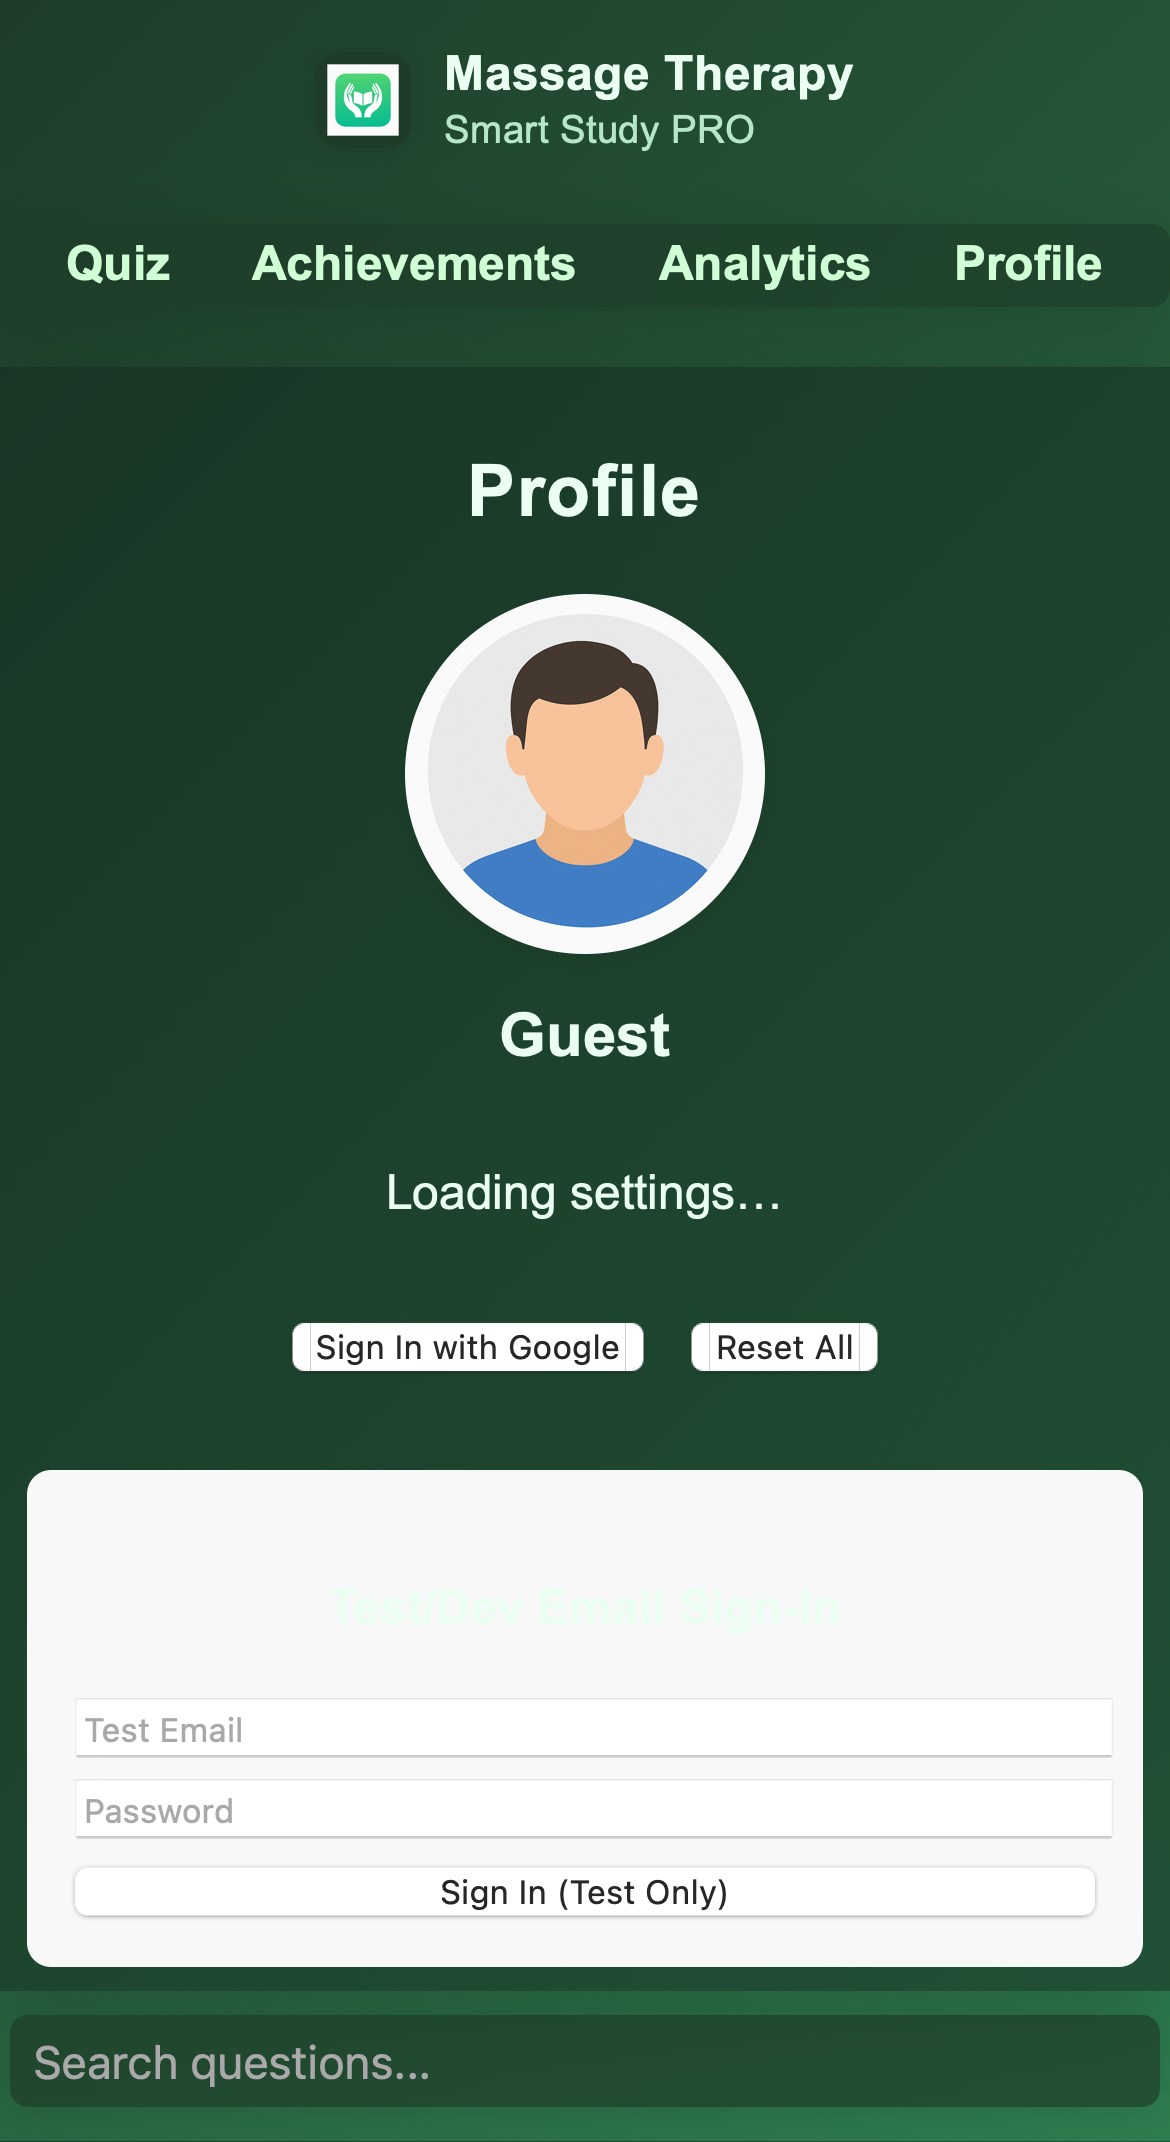 Massage Therapy
Smart Study PRO
Quiz Achievements Analytics Profile
Profile
Guest
Loading settings...
Sign In with Google Reset All
Test/Dev Email Sign-In
Test Email
Password
Sign In (Test Only)
Search questions...